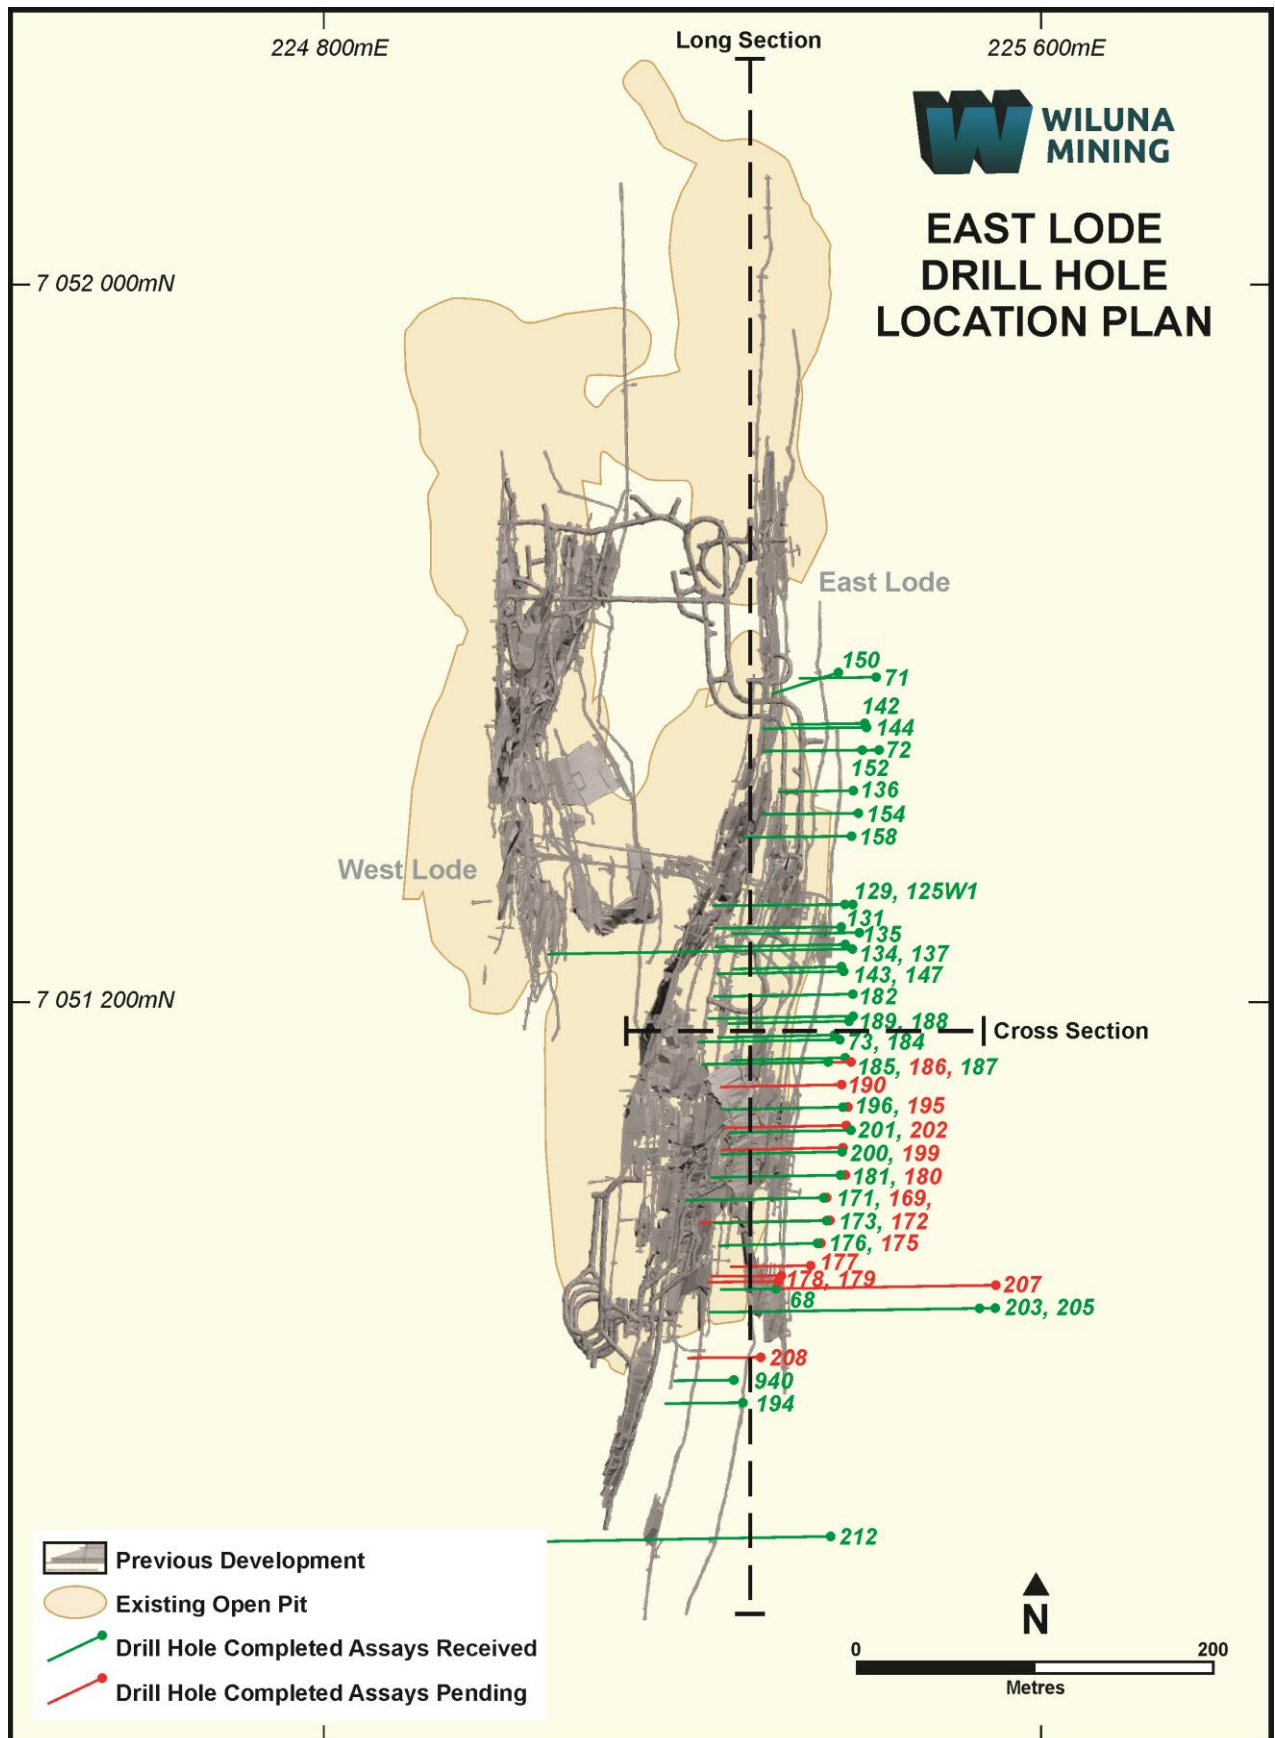 224 800mE
Long Section
225 600mE
WILUNA
MINING
EAST LODE
DRILL HOLE
LOCATION PLAN
7 052 000mN
East Lode
150
71
142
144
72
152
136
154
158
West Lode
129, 125W1
131
135
134, 137
143, 147
182
7 051 200mN
189, 188
Cross Section
73, 184
185, 186, 187
190
196, 195
201, 202
200, 199
181, 180
171, 169,
173, 172
176, 175
177
178, 179
207
68
203, 205
208
940
194
212
Previous Development
Existing Open Pit
Drill Hole Completed Assays Received
Drill Hole Completed Assays Pending
N
0 200
Metres